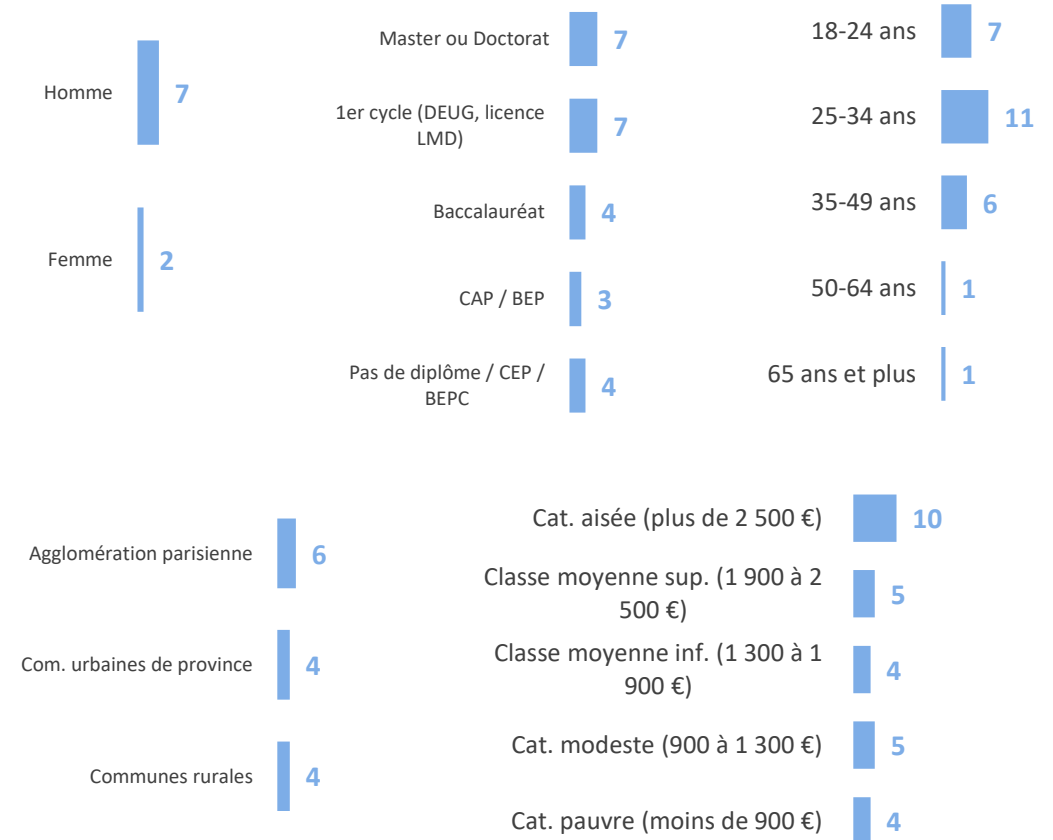 Homme
7
Femme
2
Master ou Doctorat
7
1er cycle (DEUG, licence
LMD)
7
Baccalauréat
4
CAP / BEP
3
Pas de diplôme / CEP /
BEPC
4
18-24 ans
7
25-34 ans
11
35-49 ans
6
50-64 ans
1
65 ans et plus
1
Agglomération parisienne
6
Com. urbaines de province
4
Communes rurales
4
Cat. aisée (plus de 2 500 €)
10
Classe moyenne sup. (1 900 à 2
500 €)
5
Classe moyenne inf. (1 300 à 1
900 €)
4
Cat. modeste (900 à 1 300 €)
5
Cat. pauvre (moins de 900 €)
4